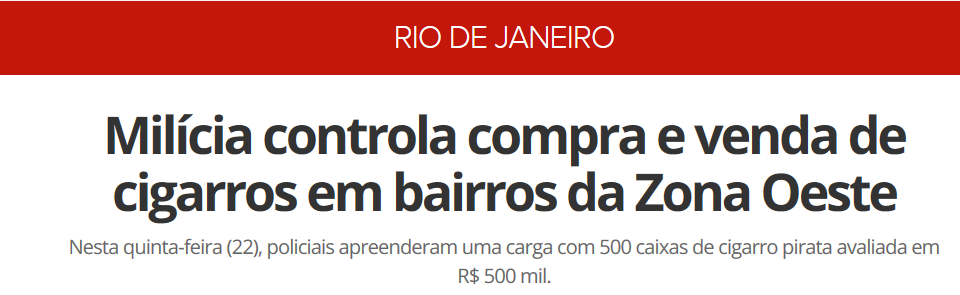 RIO DE JANEIRO
Milícia controla compra e venda de
cigarros em bairros da Zona Oeste
Nesta quinta-feira (22), policiais apreenderam uma carga com 500 caixas de cigarro pirata avaliada em
R$ 500 mil.